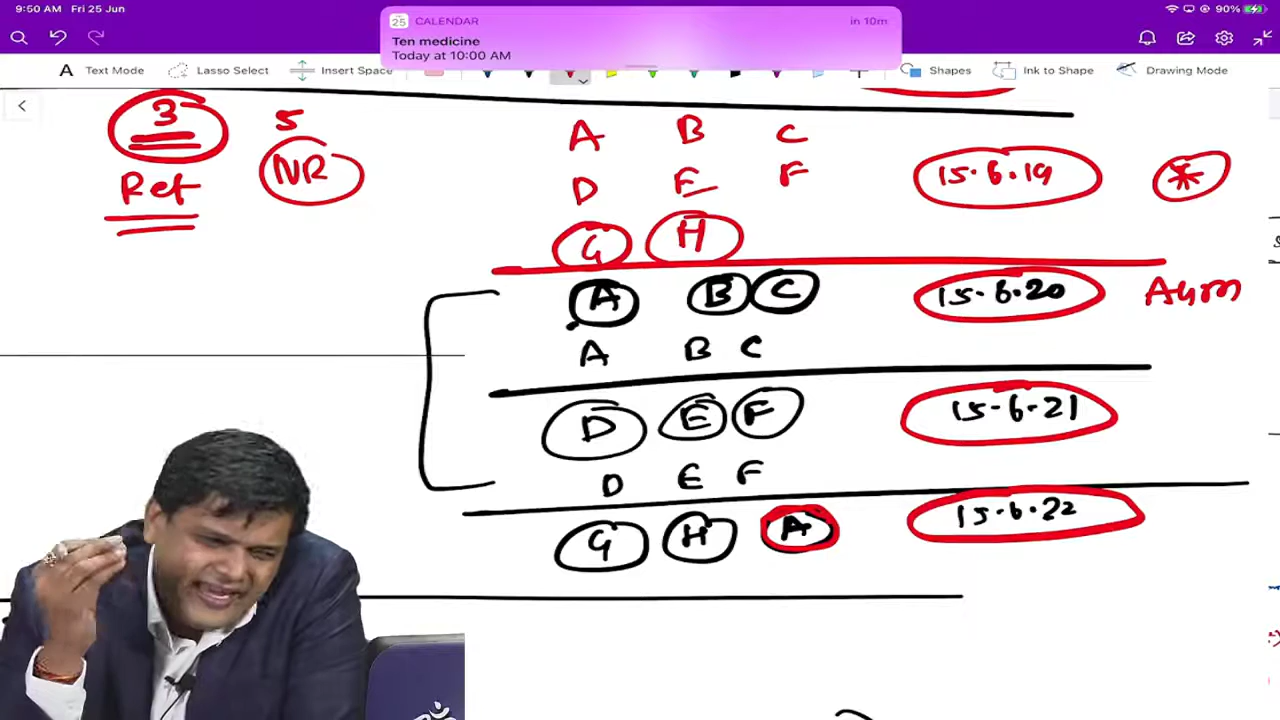 9:50 AM Fri 25 Jun
90%
25 CALENDAR
in 10m
Ten medicine
Today at 10:00 AM
A Text Mode
Lasso Select
Insert Space
Shapes
Ink to Shape
Drawing Mode
3 5 A B C
Ref NR D E F 15.6.19 *
G H
A B C 15.6.20
A B C
D E F 15.6.21
D E F
G H A 15.6.22